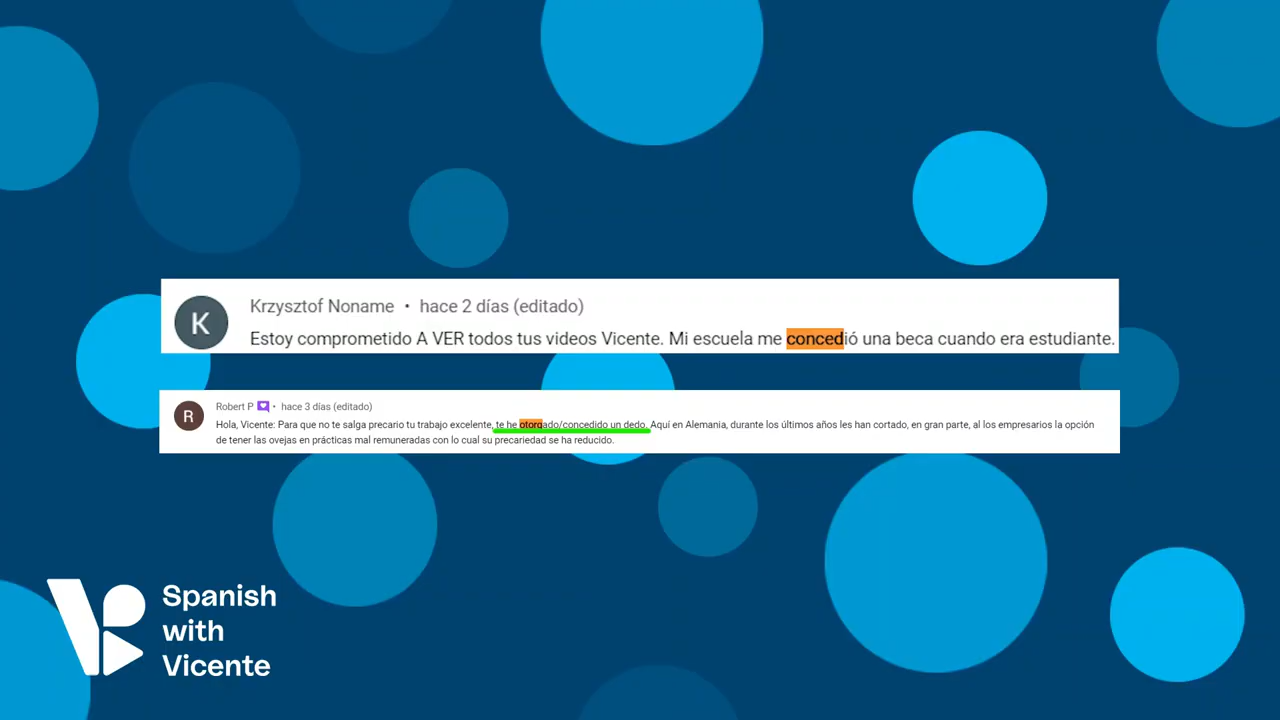 K
Krzysztof Noname • hace 2 días (editado)
Estoy comprometido A VER todos tus videos Vicente. Mi escuela me concedió una beca cuando era estudiante.
R
Robert P • hace 3 días (editado)
Hola, Vicente: Para que no te salga precario tu trabajo excelente, te he otorgado/concedido un dedo. Aquí en Alemania, durante los últimos años les han cortado, en gran parte, al los empresarios la opción
de tener las ovejas en prácticas mal remuneradas con lo cual su precariedad se ha reducido.
Spanish
with
Vicente